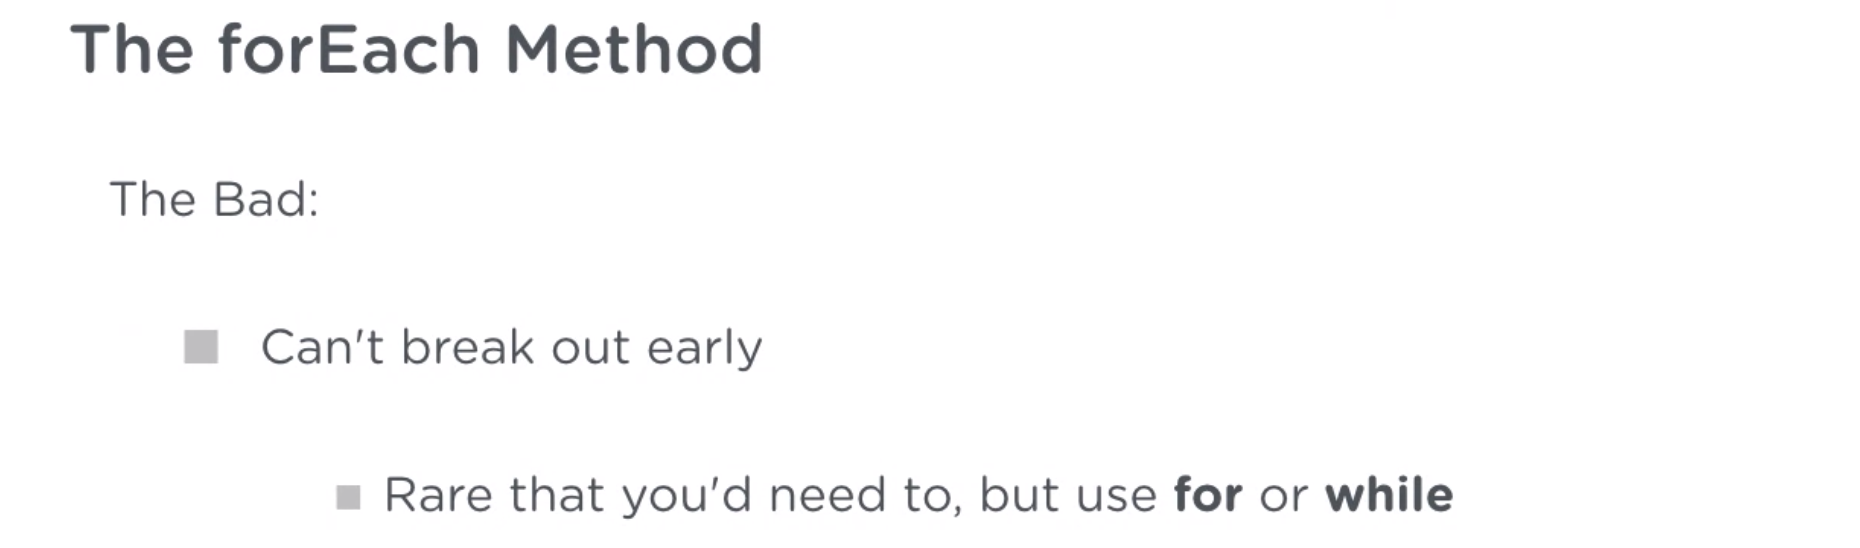 The forEach Method
The Bad:
Can't break out early
Rare that you'd need to, but use for or while